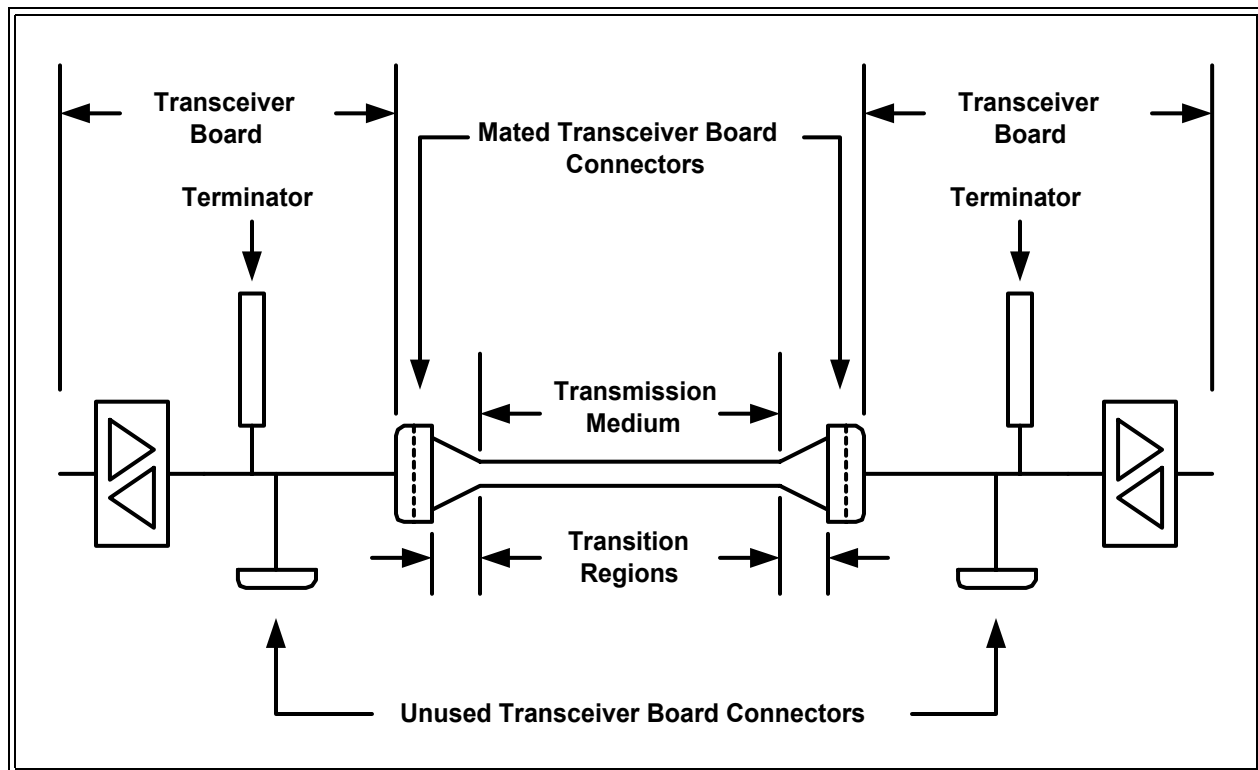 Transceiver
Board
Mated Transceiver Board
Connectors
Transceiver
Board
Terminator
Terminator
Transmission
Medium
Transition
Regions
Unused Transceiver Board Connectors